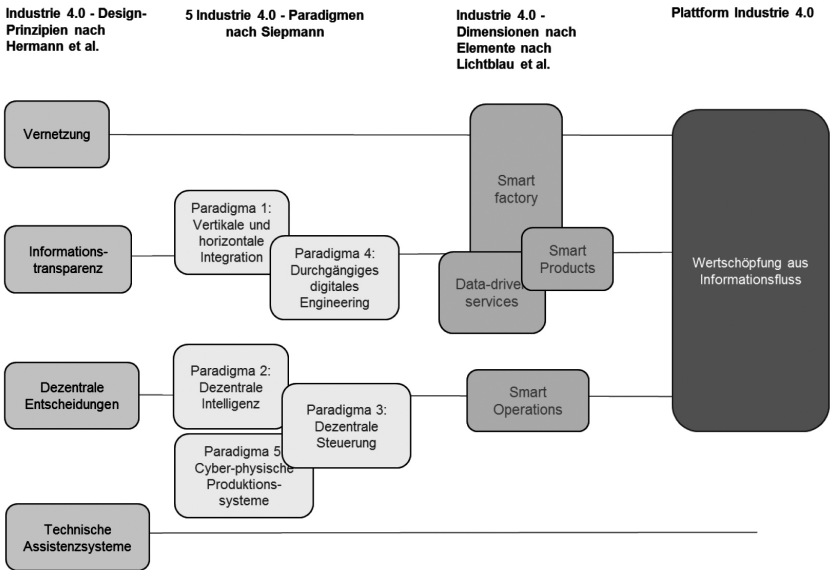 Industrie 4.0 - Design-
Prinzipien nach
Hermann et al.
5 Industrie 4.0 - Paradigmen
nach Siepmann
Industrie 4.0 -
Dimensionen nach
Elemente nach
Lichtblau et al.
Plattform Industrie 4.0
Vernetzung
Smart
factory
Paradigma 1:
Vertikale und
horizontale
Integration
Informations-
transparenz
Paradigma 4:
Durchgängiges
digitales
Engineering
Data-driven
services
Smart
Products
Wertschöpfung aus
Informationsfluss
Dezentrale
Entscheidungen
Paradigma 2:
Dezentrale
Intelligenz
Paradigma 3:
Dezentrale
Steuerung
Smart
Operations
Paradigma 5
Cyber-physische
Produktions-
systeme
Technische
Assistenzsysteme